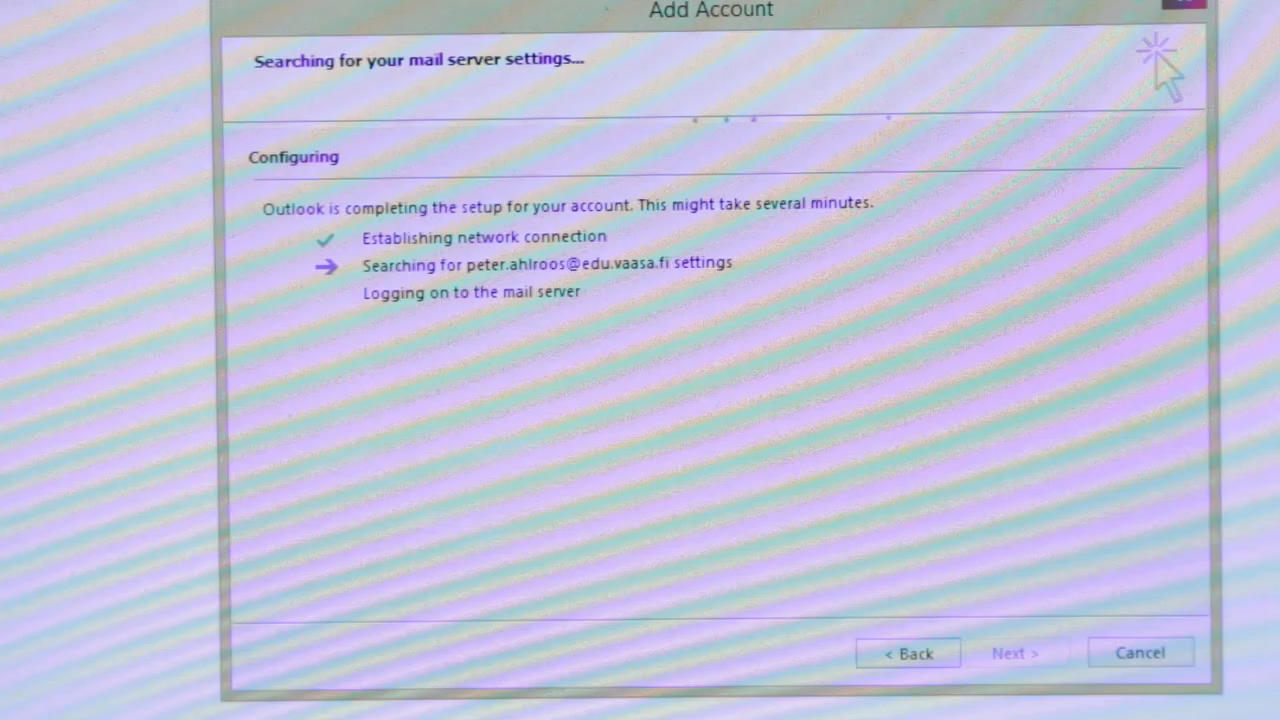 Add Account
Searching for your mail server settings...
Configuring
Outlook is completing the setup for your account. This might take several minutes.
Establishing network connection
Searching for peter.ahlroos@edu.vaasa.fi settings
Logging on to the mail server
< Back
Next >
Cancel